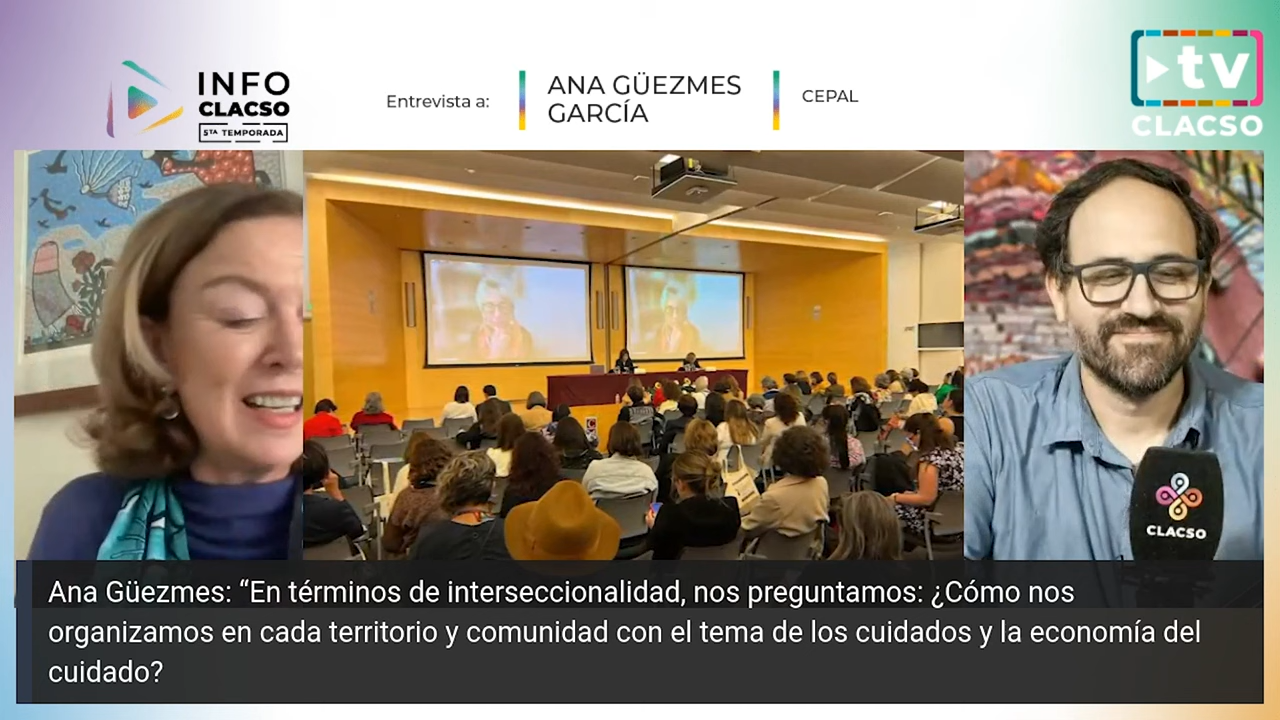 INFO
CLACSO
5TA TEMPORADA
Entrevista a:
ANA GÜEZMES
GARCÍA
CEPAL
tv
CLACSO
CLACSO
Ana Güezmes: “En términos de interseccionalidad, nos preguntamos: ¿Cómo nos
organizamos en cada territorio y comunidad con el tema de los cuidados y la economía del
cuidado?